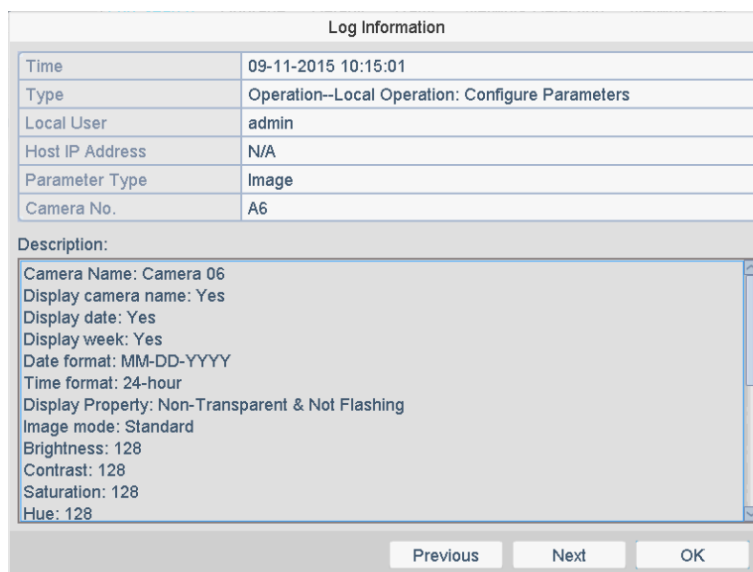 Log Information
Time 09-11-2015 10:15:01
Type Operation--Local Operation: Configure Parameters
Local User admin
Host IP Address N/A
Parameter Type Image
Camera No. A6
Description:
Camera Name: Camera 06
Display camera name: Yes
Display date: Yes
Display week: Yes
Date format: MM-DD-YYYY
Time format: 24-hour
Display Property: Non-Transparent & Not Flashing
Image mode: Standard
Brightness: 128
Contrast: 128
Saturation: 128
Hue: 128
Previous Next OK